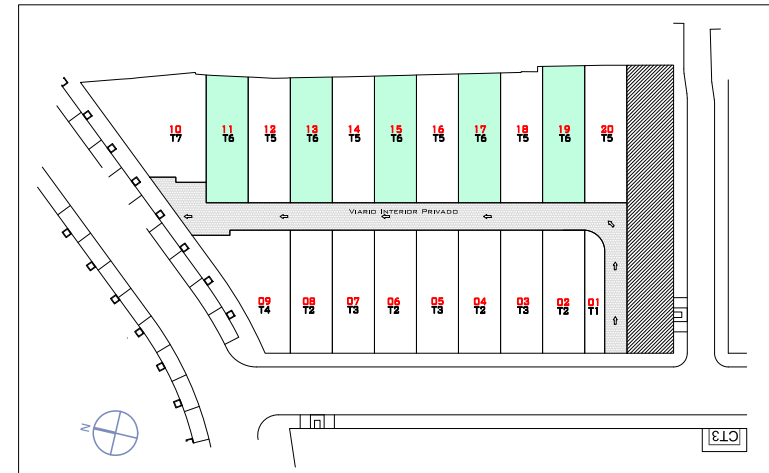 10 11 12 13 14 15 16 17 18 19 20
T7 T6 T5 T6 T5 T6 T5 T6 T5 T6 T5
Viario Interior Privado
09 08 07 06 05 04 03 02 01
T4 T2 T3 T2 T3 T2 T3 T2 T1
N
CT3